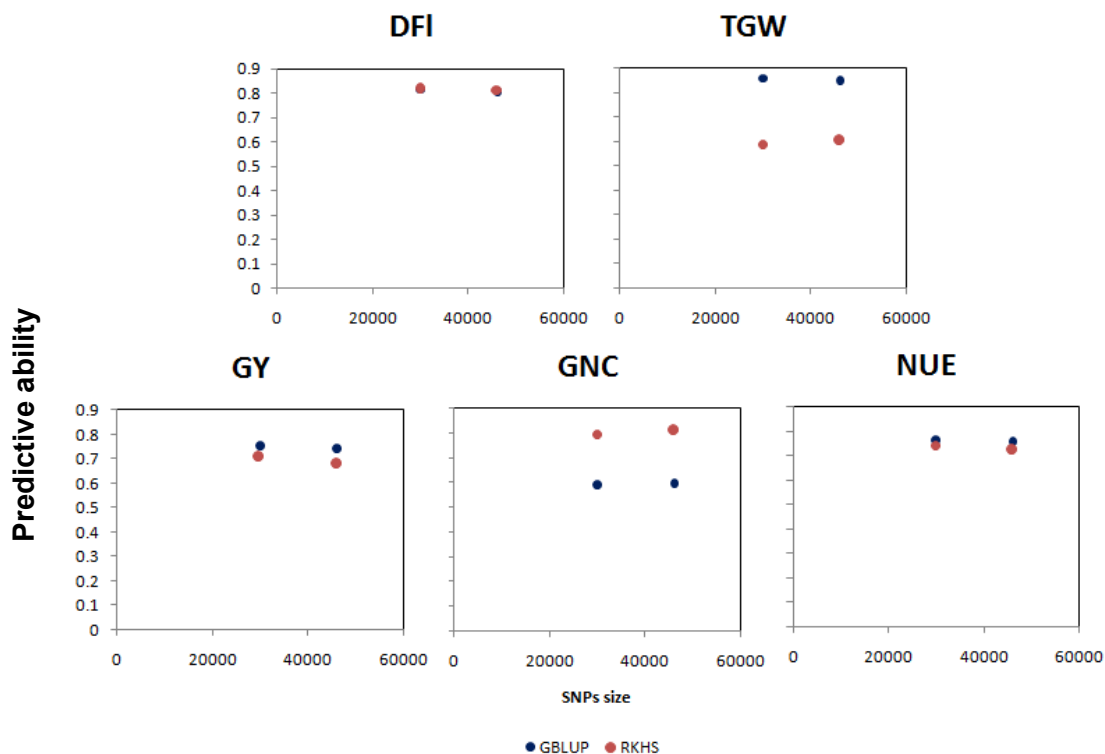 DFl TGW
0.9
0.8
0.7
0.6
0.5
0.4
0.3
0.2
0.1
0
0 20000 40000 60000 0 20000 40000 60000
Predictive ability
GY GNC NUE
0.9
0.8
0.7
0.6
0.5
0.4
0.3
0.2
0.1
0
0 20000 40000 60000 0 20000 40000 60000 0 20000 40000 60000
SNPs size
GBLUP RKHS